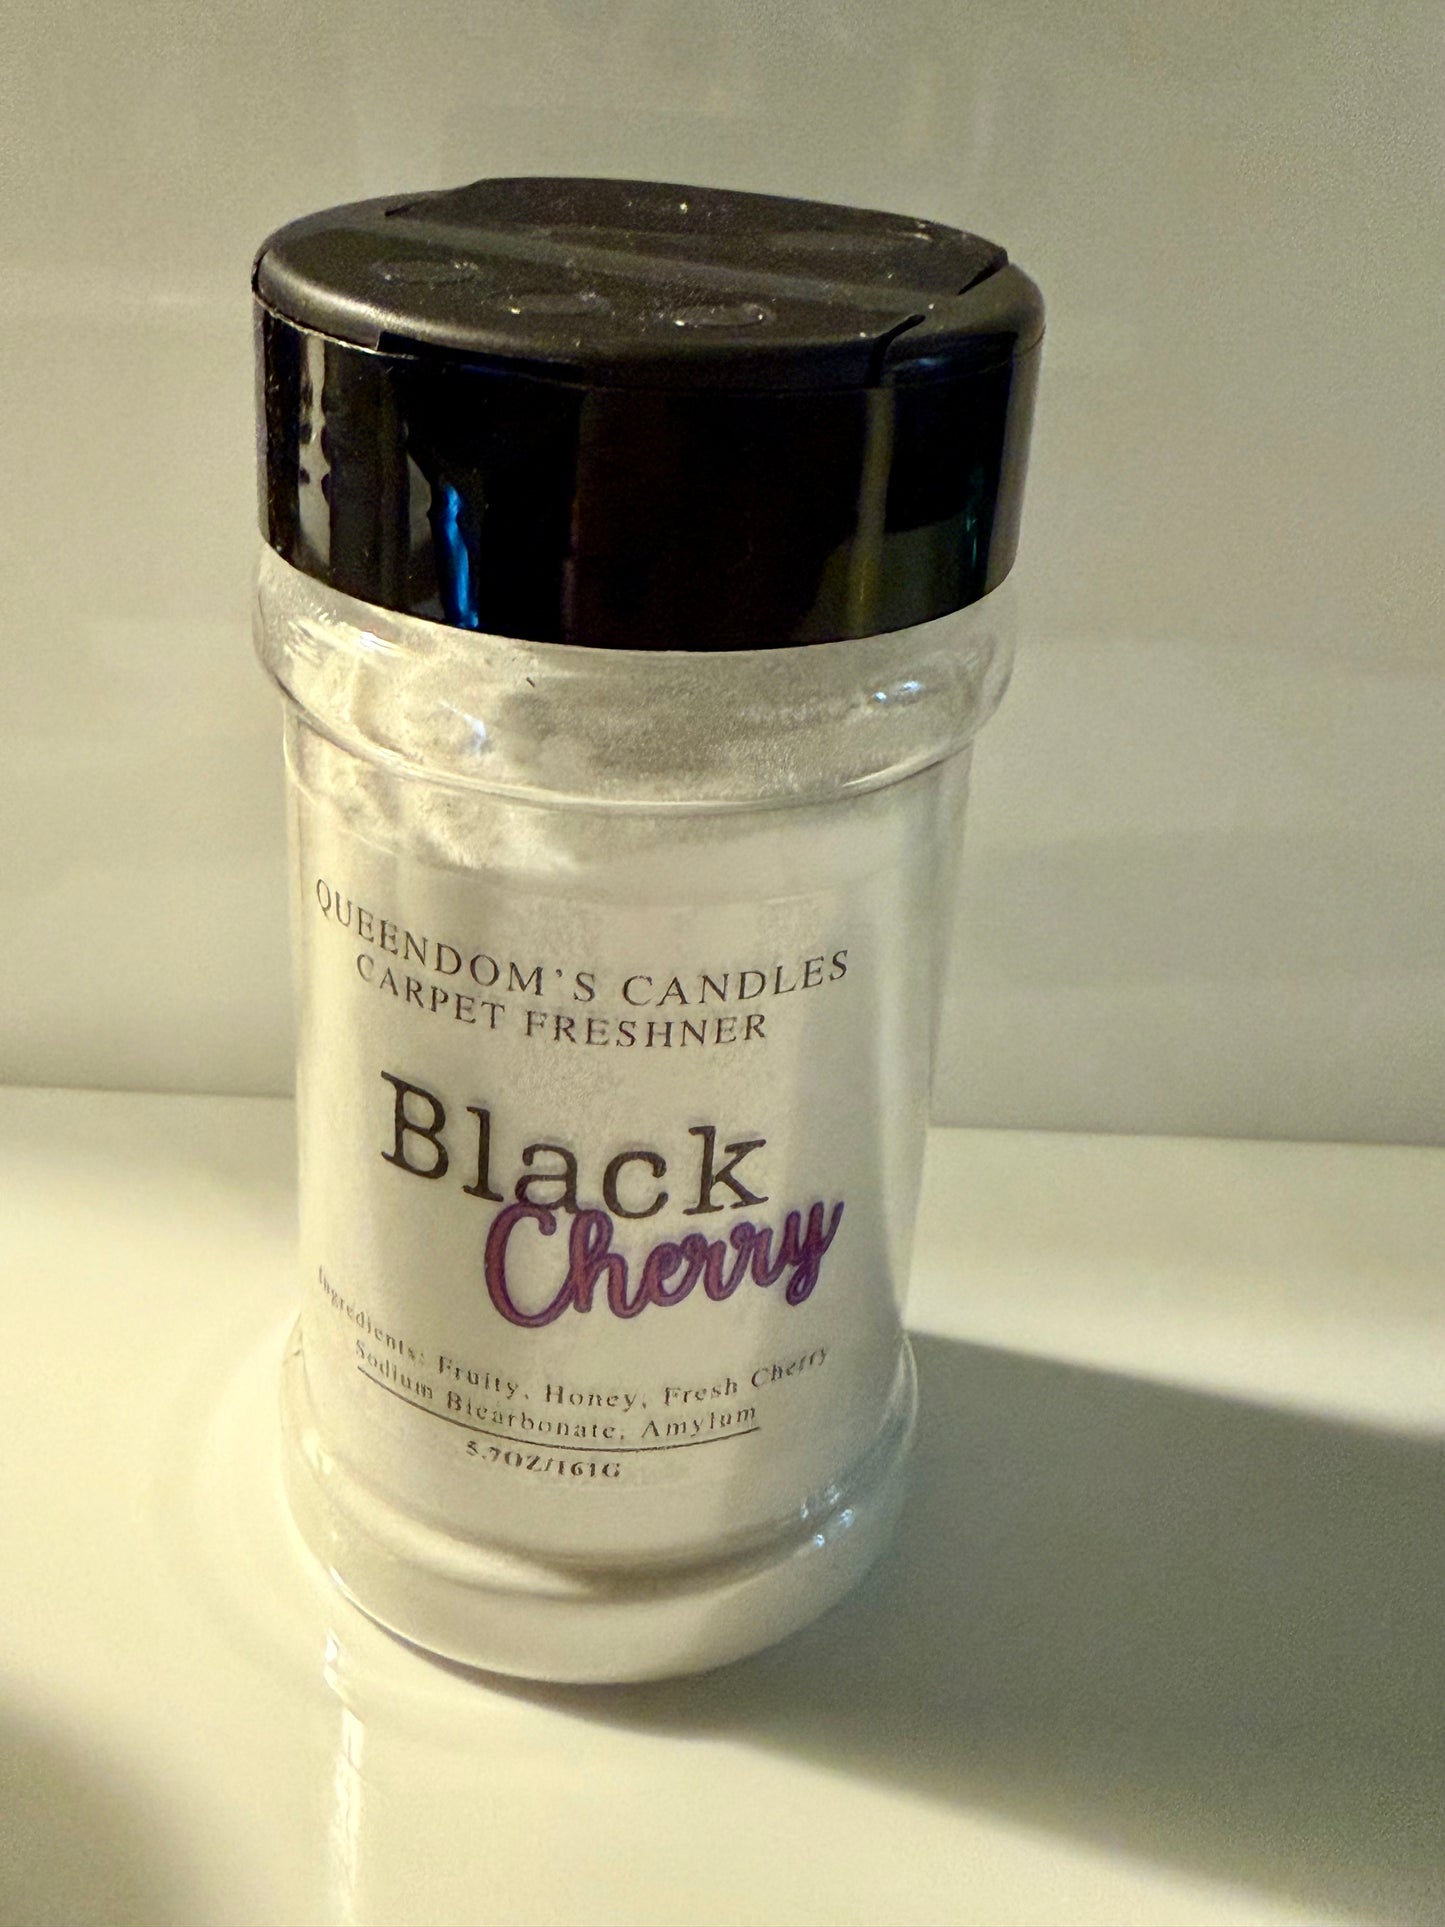 QUEENDOM'S CANDLES
CARPET FRESHNER
Black
Cherry
Ingredients: Fruity, Honey, Fresh Cherry
Sodium Bicarbonate, Amylum
5.7OZ/161G